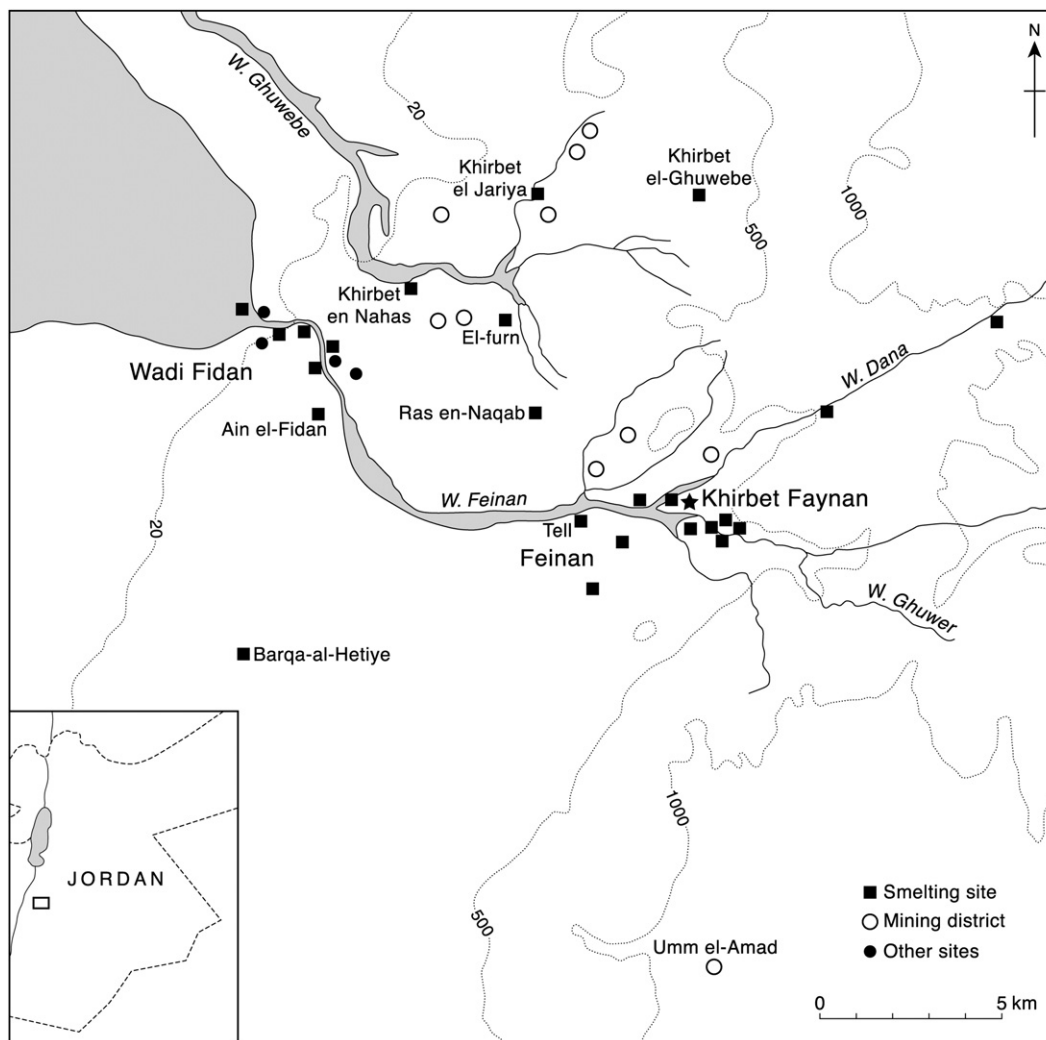 N
W. Ghuwebe
20
Khirbet
el Jariya
Khirbet
el-Ghuwebe
1000
500
Khirbet
en Nahas
El-furn
Wadi Fidan
W. Dana
Ain el-Fidan
Ras en-Naqab
W. Feinan
Khirbet Faynan
20
Tell
Feinan
W. Ghuwer
Barqa-al-Hetiye
1000
JORDAN
500
Smelting site
Mining district
Other sites
Umm el-Amad
0 5 km